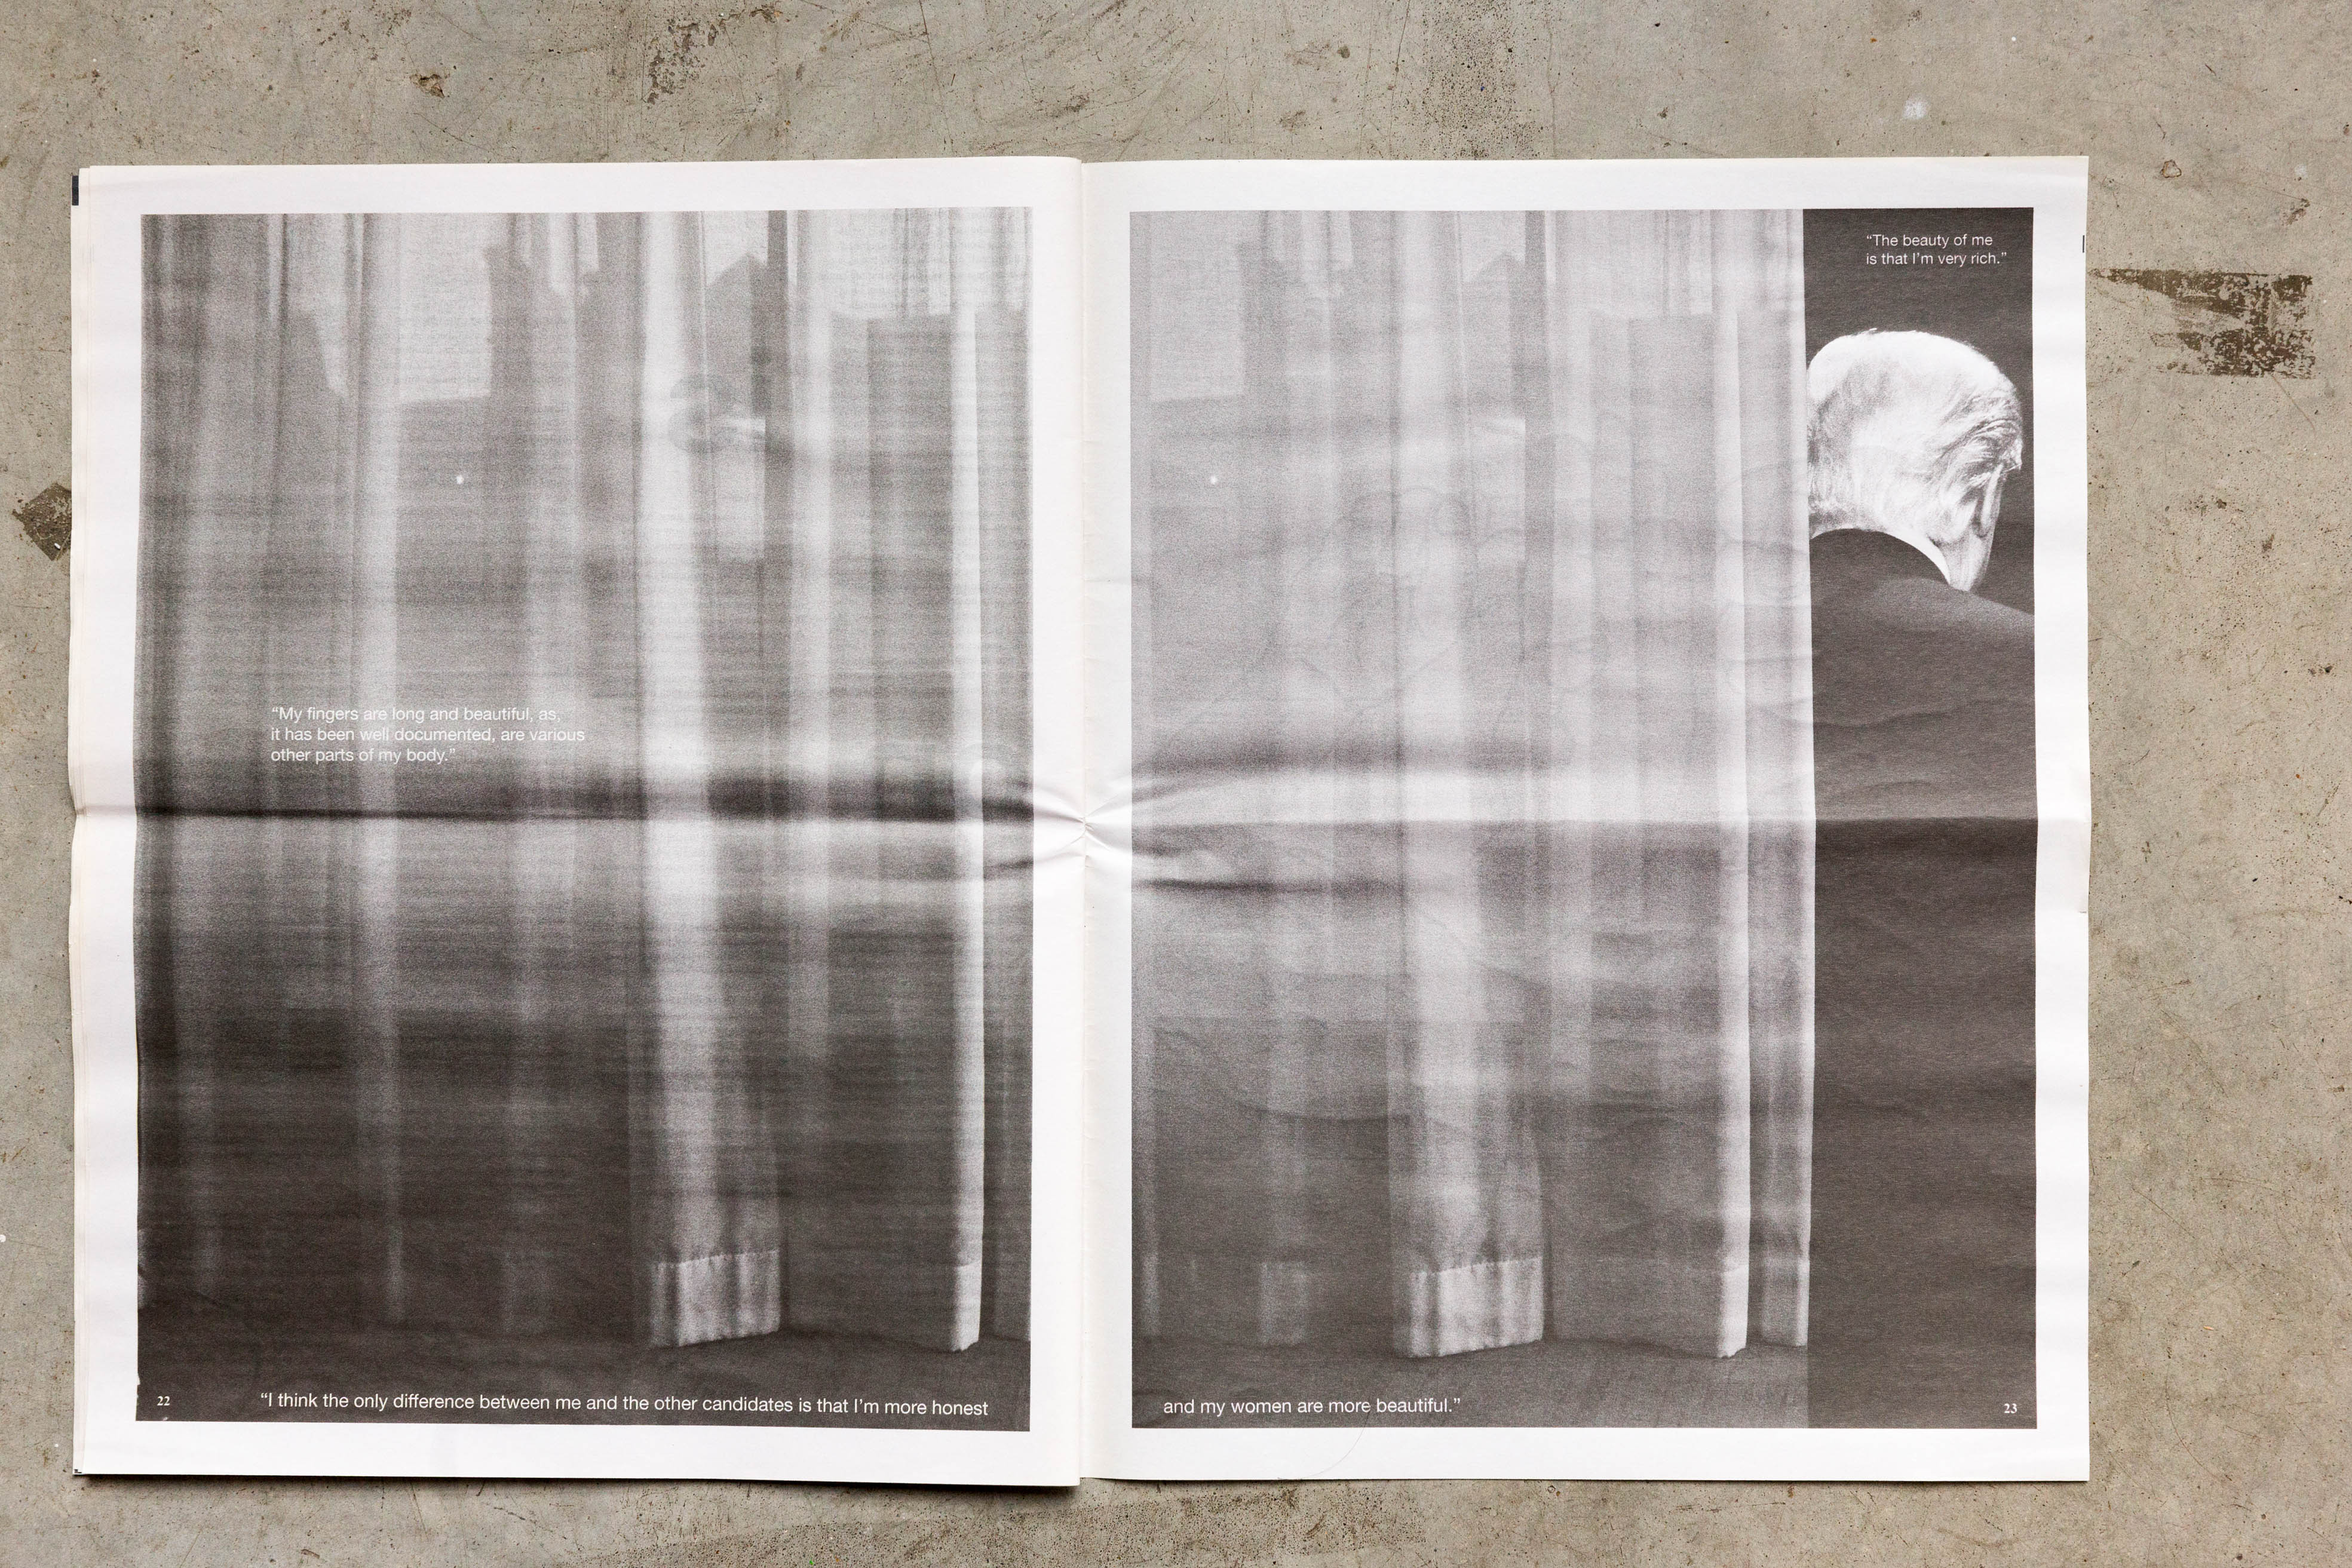 “My fingers are long and beautiful, as,
it has been well documented, are various
other parts of my body.”
22
“I think the only difference between me and the other candidates is that I’m more honest
“The beauty of me
is that I’m very rich.”
and my women are more beautiful.”
23